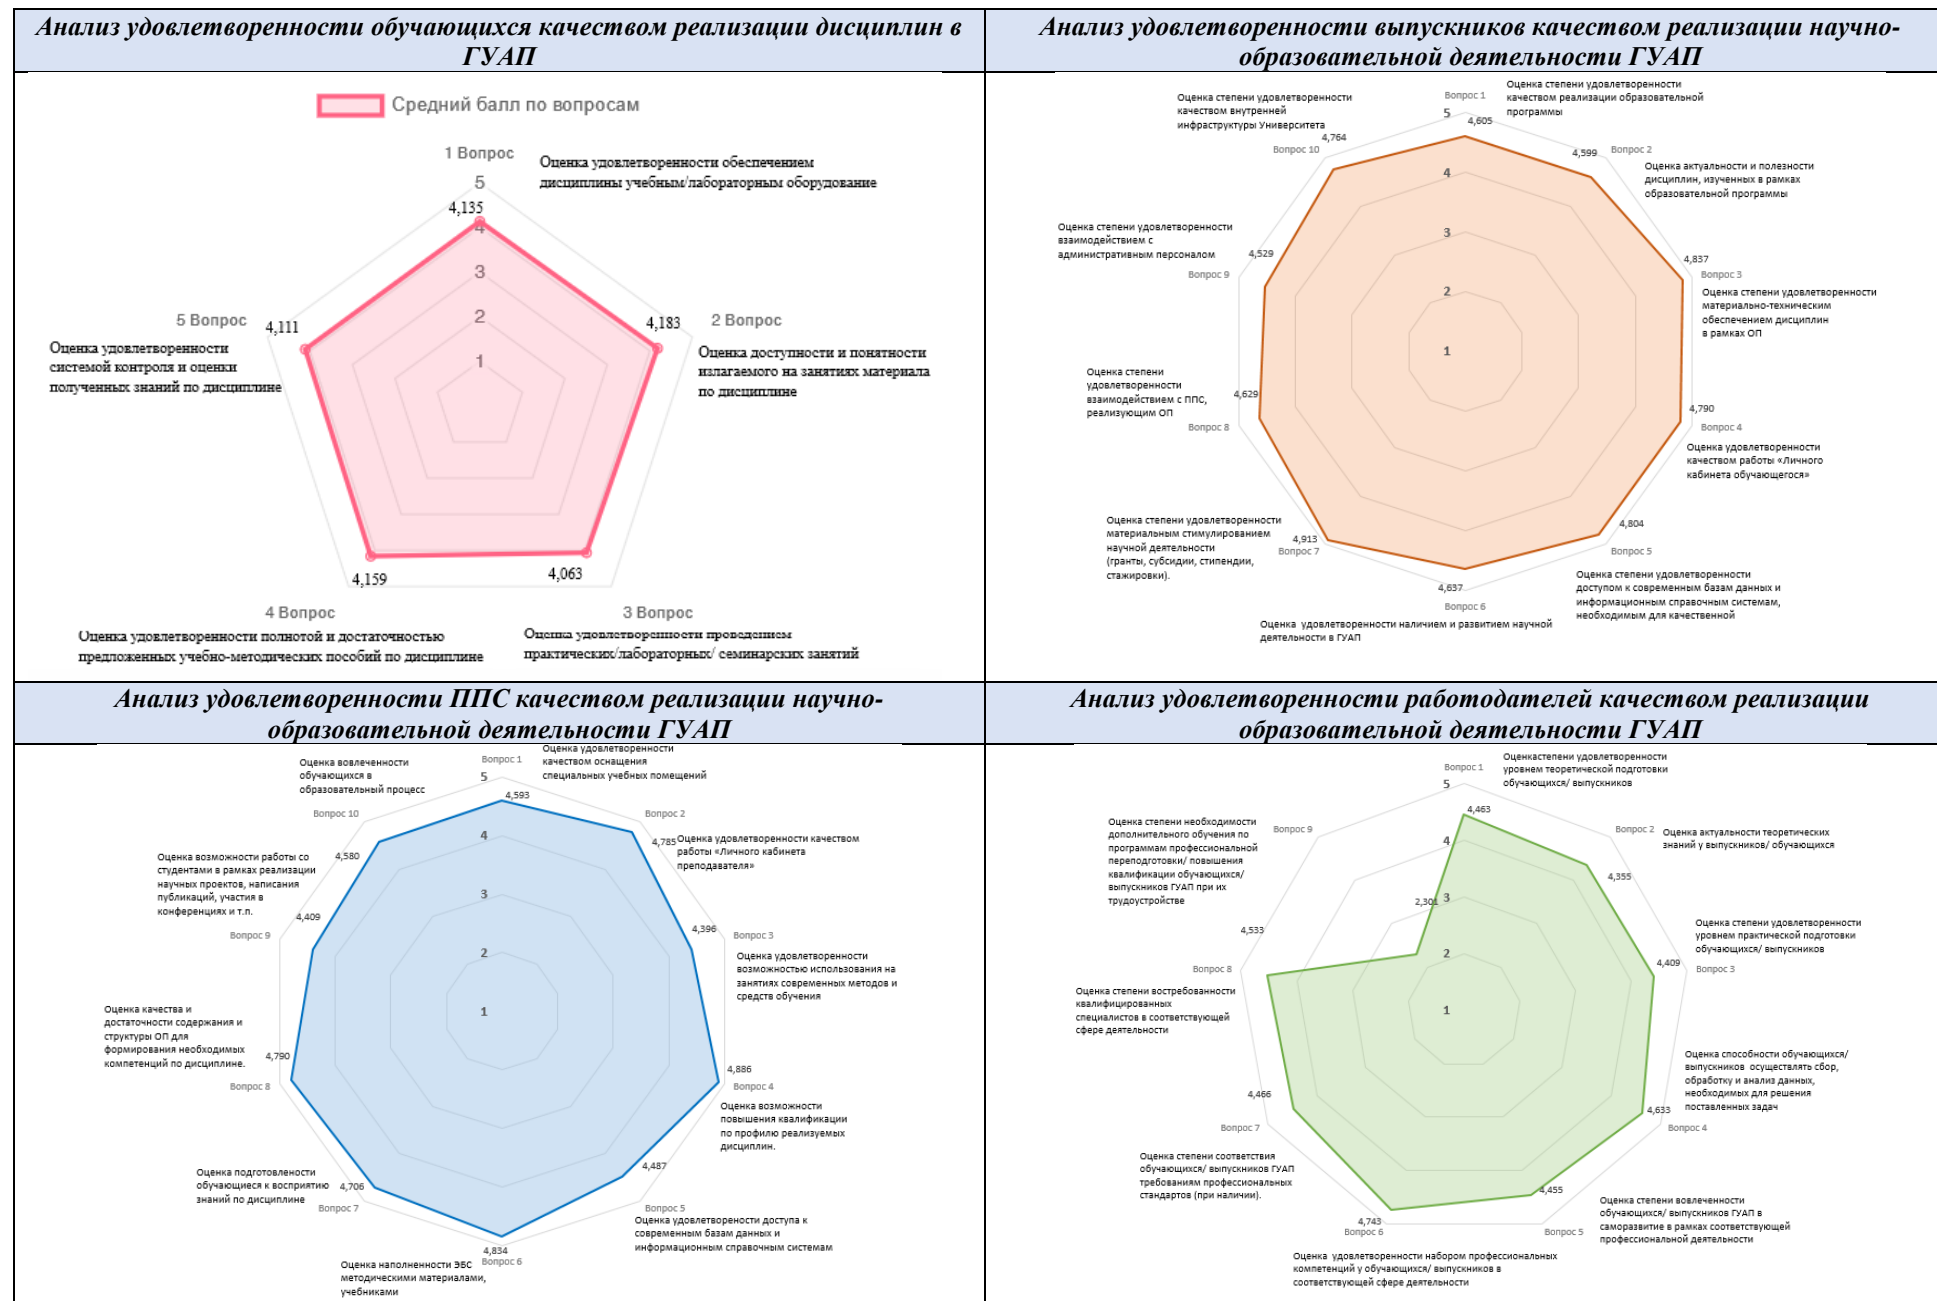 Анализ удовлетворенности обучающихся качеством реализации дисциплин в
ГУАП
Средний балл по вопросам
1 Вопрос
Оценка удовлетворенности обеспечением
дисциплины учебным/лабораторным оборудование
5
4,135
4
3
2
1
2 Вопрос
4,183
Оценка доступности и понятности
излагаемого на занятиях материала
по дисциплине
5 Вопрос
4,111
Оценка удовлетворенности
системой контроля и оценки
полученных знаний по дисциплине
4,159
4,063
4 Вопрос
Оценка удовлетворенности полнотой и достаточностью
предложенных учебно-методических пособий по дисциплине
3 Вопрос
Оценка удовлетворенности проведением
практических/лабораторных/ семинарских занятий
Анализ удовлетворенности выпускников качеством реализации научно-
образовательной деятельности ГУАП
Вопрос 1
Оценка степени удовлетворенности
качеством реализации образовательной
программы
5
4,605
4
3
2
1
4,599
Вопрос 2
Оценка актуальности и полезности
дисциплин, изученных в рамках
образовательной программы
4,837
Вопрос 3
Оценка степени удовлетворенности
материально-техническим
обеспечением дисциплин
в рамках ОП
4,790
Вопрос 4
Оценка удовлетворенности
качеством работы «Личного
кабинета обучающегося»
4,804
Вопрос 5
Оценка степени удовлетворенности
доступом к современным базам данных и
информационным справочным системам,
необходимым для качественной
4,637
Вопрос 6
Оценка  удовлетворенности наличием и развитием научной
деятельности в ГУАП
Оценка степени удовлетворенности
материальным стимулированием
научной деятельности
(гранты, субсидии, стипендии,
стажировки).
4,913
Вопрос 7
Оценка степени
удовлетворенности
взаимодействием с ППС,
реализующим ОП
4,629
Вопрос 8
Оценка степени удовлетворенности
взаимодействием с
административным персоналом
4,529
Вопрос 9
Оценка степени удовлетворенности
качеством внутренней
инфраструктуры Университета
4,764
Вопрос 10
Анализ удовлетворенности ППС качеством реализации научно-
образовательной деятельности ГУАП
Вопрос 1
Оценка удовлетворенности
качеством оснащения
специальных учебных помещений
5
4,593
4
3
2
1
Вопрос 2
4,785
Оценка удовлетворенности качеством
работы «Личного кабинета
преподавателя»
4,396
Вопрос 3
Оценка удовлетворенности
возможностью использования на
занятиях современных методов и
средств обучения
4,886
Вопрос 4
Оценка возможности
повышения квалификации
по профилю реализуемых
дисциплин.
4,487
Вопрос 5
Оценка удовлетворености доступа к
современным базам данных и
информационным справочным системам
4,834
Вопрос 6
Оценка наполненности ЭБС
методическими материалами,
учебниками
Оценка подготовлености
обучающиеся к восприятию
знаний по дисциплине
4,706
Вопрос 7
Оценка качества и
достаточности содержания и
структуры ОП для
формирования необходимых
компетенций по дисциплине.
4,790
Вопрос 8
Оценка возможности работы со
студентами в рамках реализации
научных проектов, написания
публикаций, участия в
конференциях и т.п.
4,409
Вопрос 9
Оценка вовлеченности
обучающихся в
образовательный процесс
Вопрос 10
4,580
Анализ удовлетворенности работодателей качеством реализации
образовательной деятельности ГУАП
Вопрос 1
Оценкастепени удовлетворенности
уровнем теоретической подготовки
обучающихся/ выпускников
5
4,463
4
3
2
1
Вопрос 2
4,355
Оценка актуальности теоретических
знаний у выпускников/ обучающихся
Оценка степени удовлетворенности
уровнем практической подготовки
обучающихся/ выпускников
4,409
Вопрос 3
Оценка способности обучающихся/
выпускников  осуществлять сбор,
обработку и анализ данных,
необходимых для решения
поставленных задач
4,633
Вопрос 4
4,455
Вопрос 5
Оценка степени вовлеченности
обучающихся/ выпускников ГУАП в
саморазвитие в рамках соответствующей
профессиональной деятельности
4,743
Вопрос 6
Оценка  удовлетворенности набором профессиональных
компетенций у обучающихся/ выпускников в
соответствующей сфере деятельности
4,466
Вопрос 7
Оценка степени соответствия
обучающихся/ выпускников ГУАП
требованиям профессиональных
стандартов (при наличии).
4,533
Вопрос 8
Оценка степени востребованности
квалифицированных
специалистов в соответствующей
сфере деятельности
Оценка степени необходимости
дополнительного обучения по
программам профессиональной
переподготовки/ повышения
квалификации обучающихся/
выпускников ГУАП при их
трудоустройстве
Вопрос 9
2,301